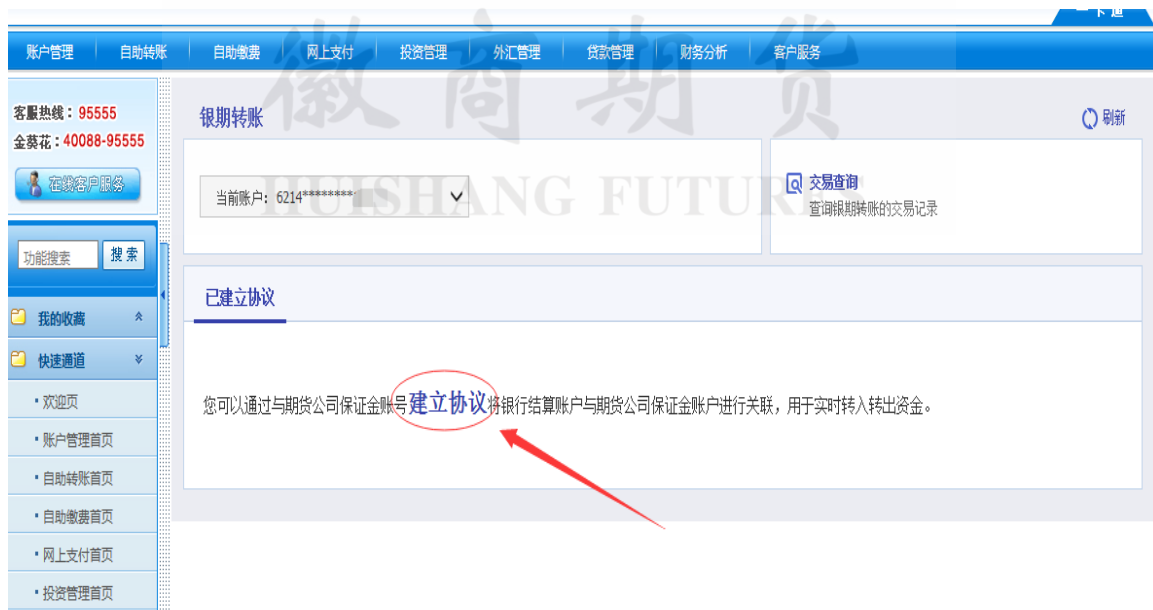 一卡通
账户管理 自助转账 自助缴费 网上支付 投资管理 外汇管理 贷款管理 财务分析 客户服务
徽商期货
HUISHANG FUTURES
客服热线：95555
金葵花：40088-95555
在线客户服务
功能搜索 搜 索
我的收藏
快速通道
欢迎页
账户管理首页
自助转账首页
自助缴费首页
网上支付首页
投资管理首页
银期转账
刷新
当前账户：6214********
交易查询
查询银期转账的交易记录
已建立协议
您可以通过与期货公司保证金账号建立协议将银行结算账户与期货公司保证金账户进行关联，用于实时转入转出资金。